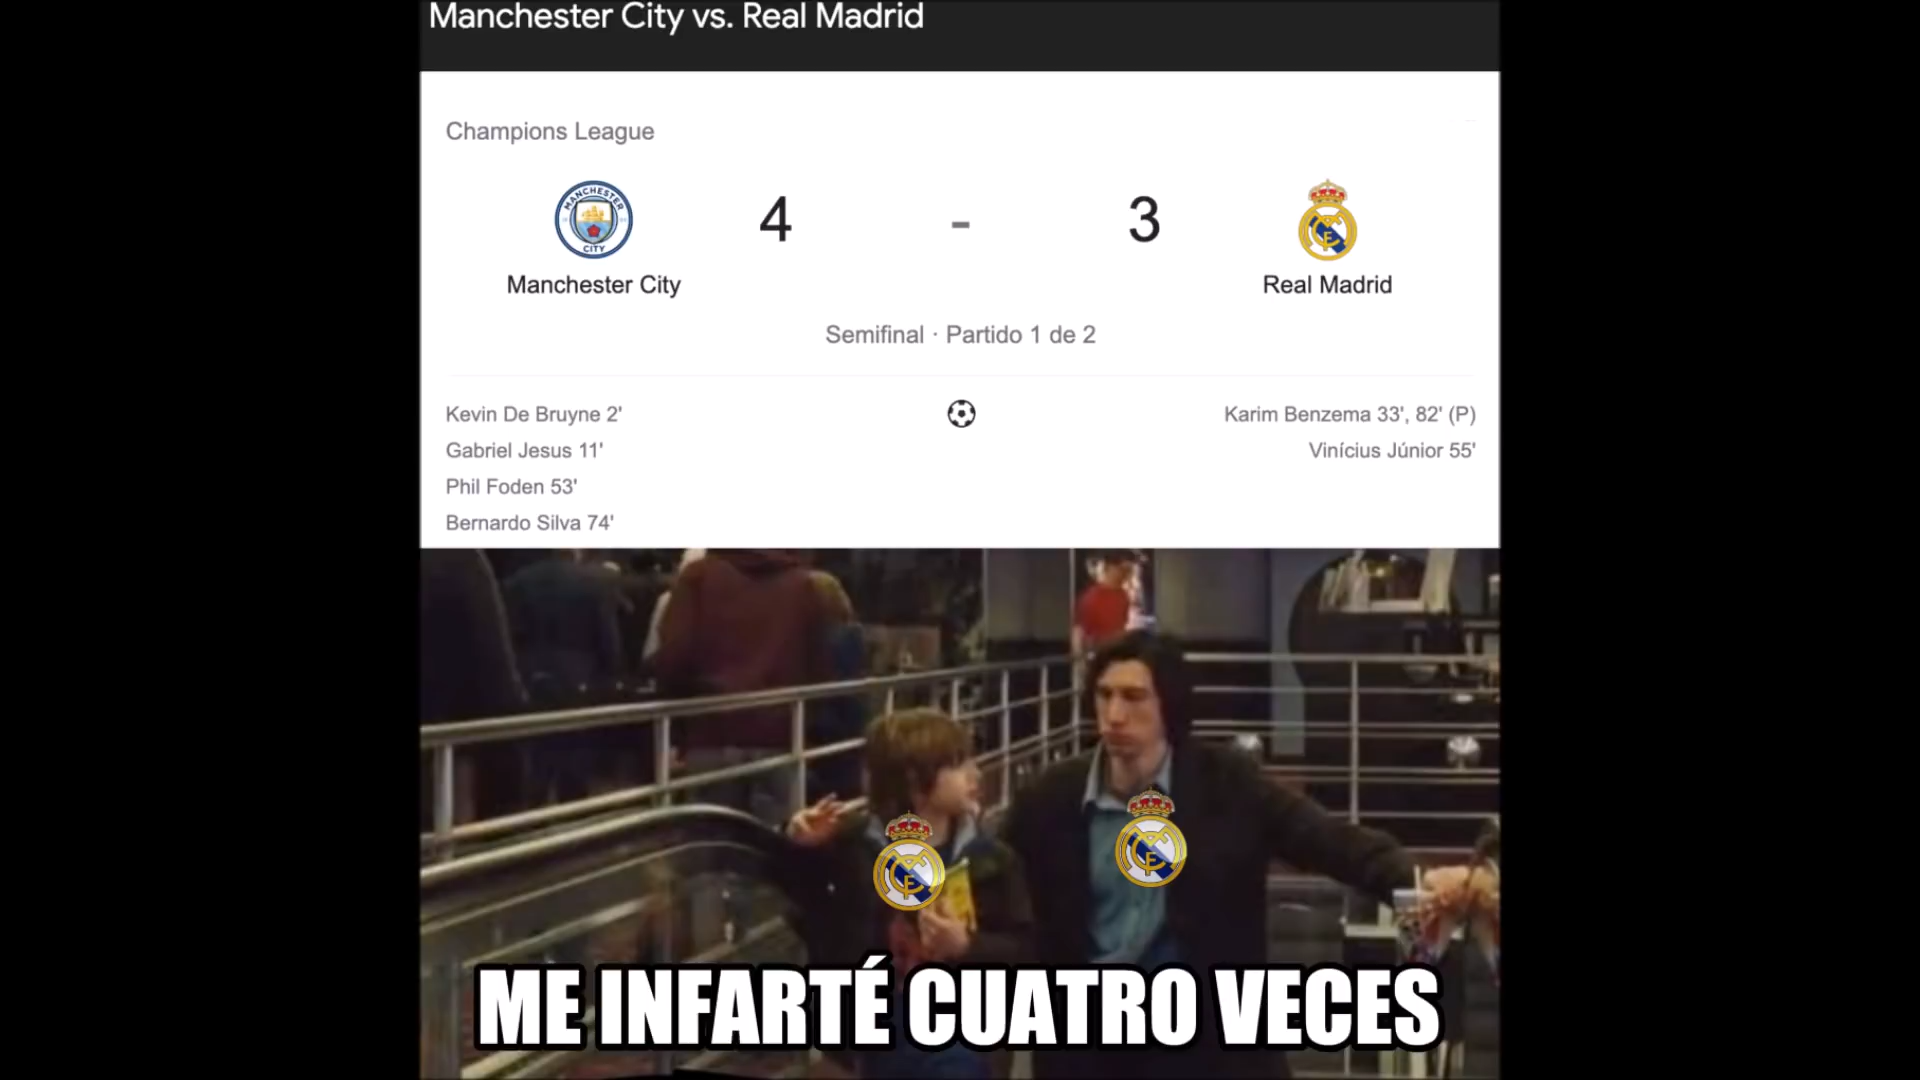 Manchester City vs. Real Madrid
Champions League
MANCHESTER
CITY
4 - 3
Manchester City
Real Madrid
Semifinal · Partido 1 de 2
Kevin De Bruyne 2'
Karim Benzema 33', 82' (P)
Gabriel Jesus 11'
Vinícius Júnior 55'
Phil Foden 53'
Bernardo Silva 74'
ME INFARTÉ CUATRO VECES